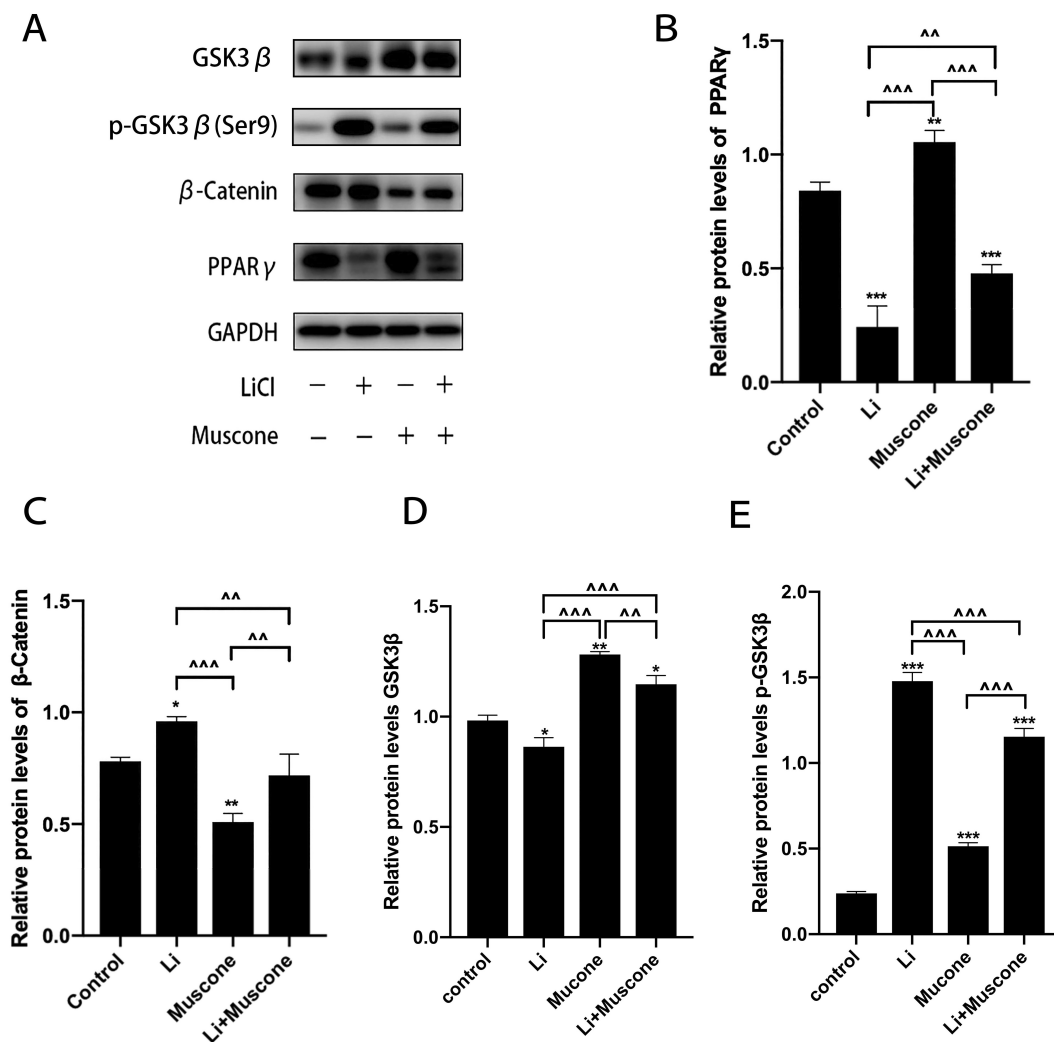 A
GSK3 β
p-GSK3 β (Ser9)
β-Catenin
PPAR γ
GAPDH
LiCl − + − +
Muscone − − + +
B
Relative protein levels of PPARγ
1.5
1.0
0.5
0.0
^^
^^^
^^^
**
***
***
Control
Li
Muscone
Li+Muscone
C
Relative protein levels of β-Catenin
1.5
1.0
0.5
0.0
^^
^^
^^^
*
**
Control
Li
Muscone
Li+Muscone
D
Relative protein levels GSK3β
1.5
1.0
0.5
0.0
^^^
^^^ ^^
**
*
*
control
Li
Mucone
Li+Muscone
E
Relative protein levels p-GSK3β
2.0
1.5
1.0
0.5
0.0
^^^
^^^
^^^
***
***
***
control
Li
Mucone
Li+Muscone